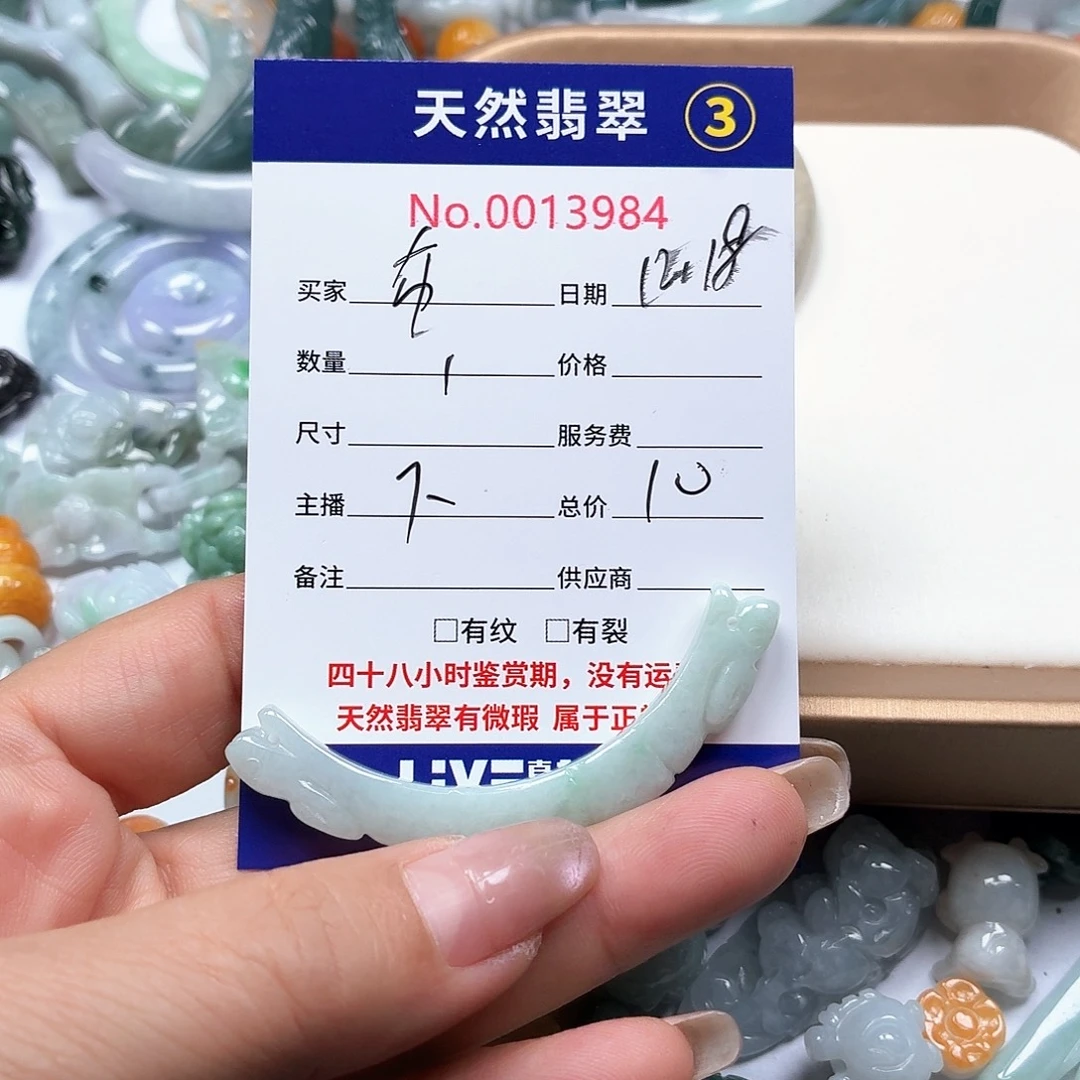 天然翡翠 ③
No.0013984
买家 布 日期 12.18
数量 1 价格
尺寸 服务费
主播 总价 10
备注 供应商
□有纹 □有裂
四十八小时鉴赏期，没有运
天然翡翠有微瑕 属于正
LIVE 直